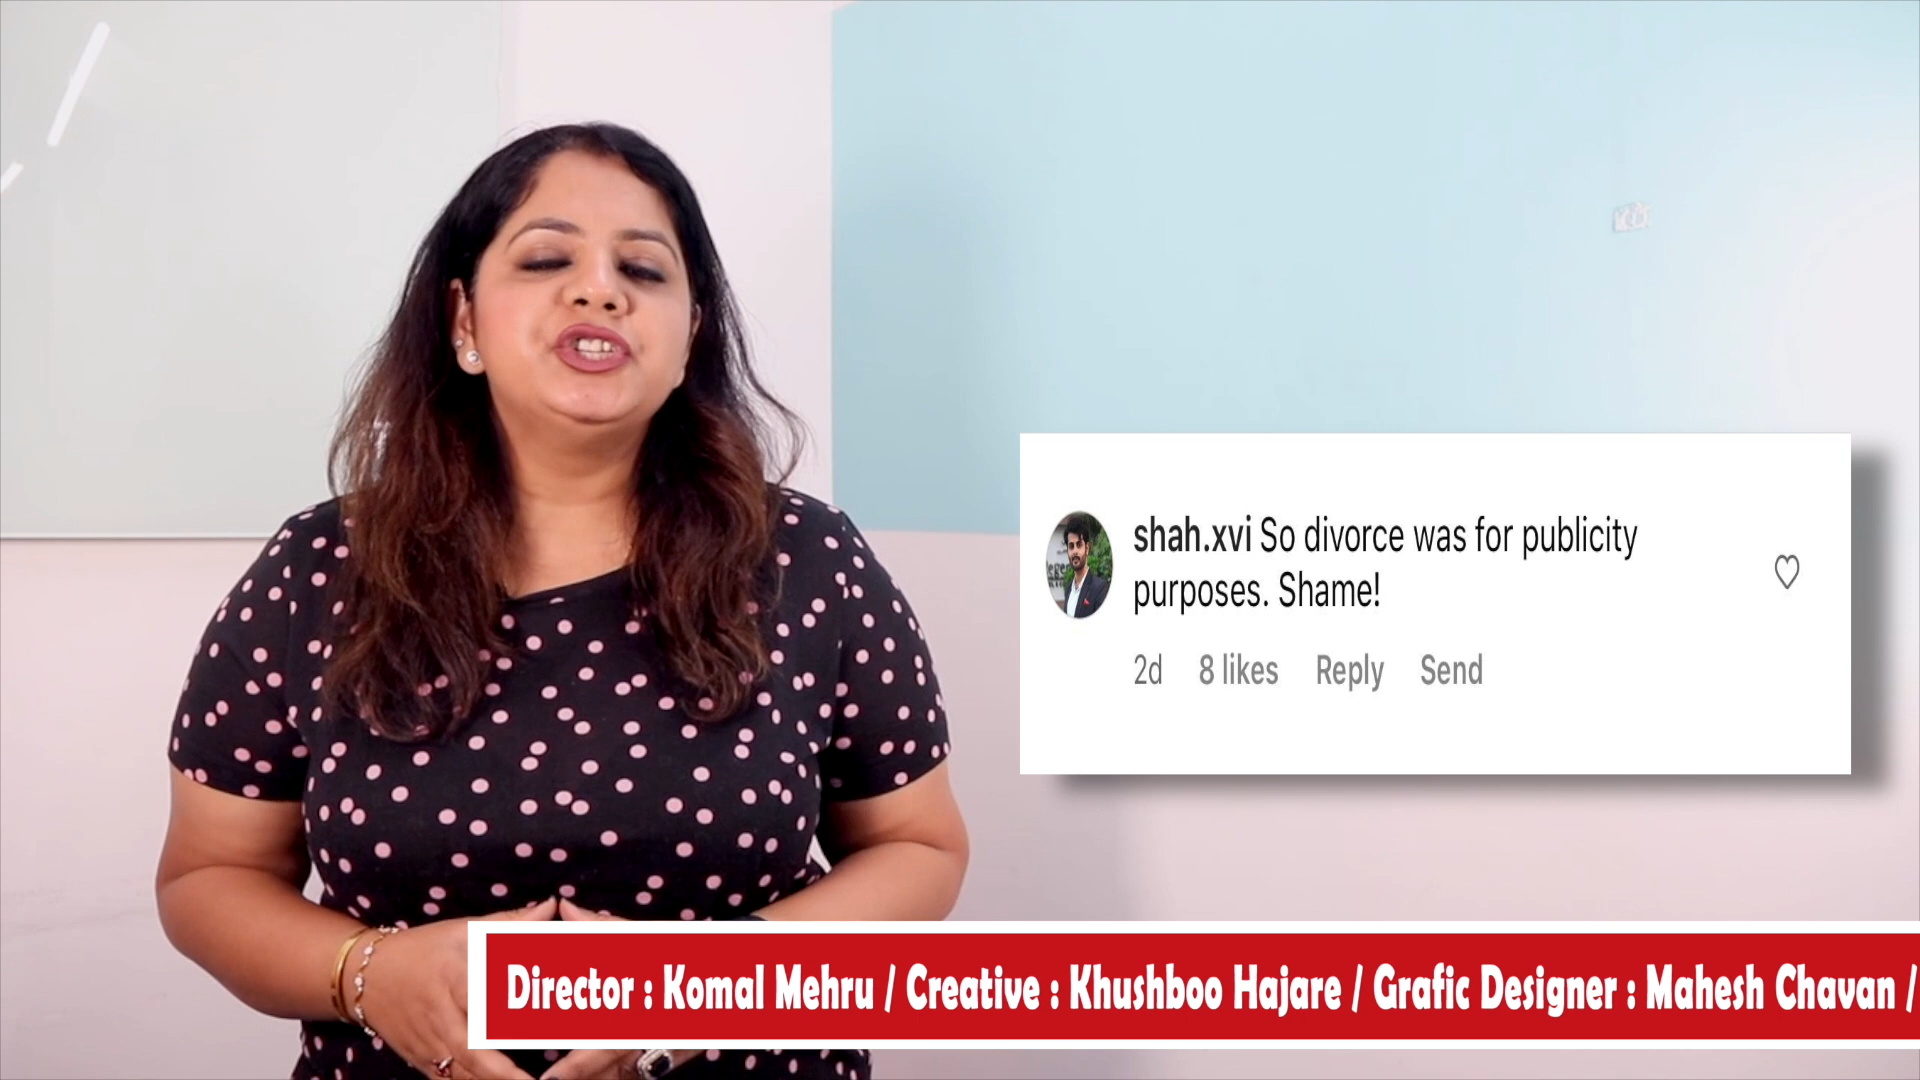 shah.xvi So divorce was for publicity
purposes. Shame!
2d 8 likes Reply Send
Director : Komal Mehru / Creative : Khushboo Hajare / Grafic Designer : Mahesh Chavan /